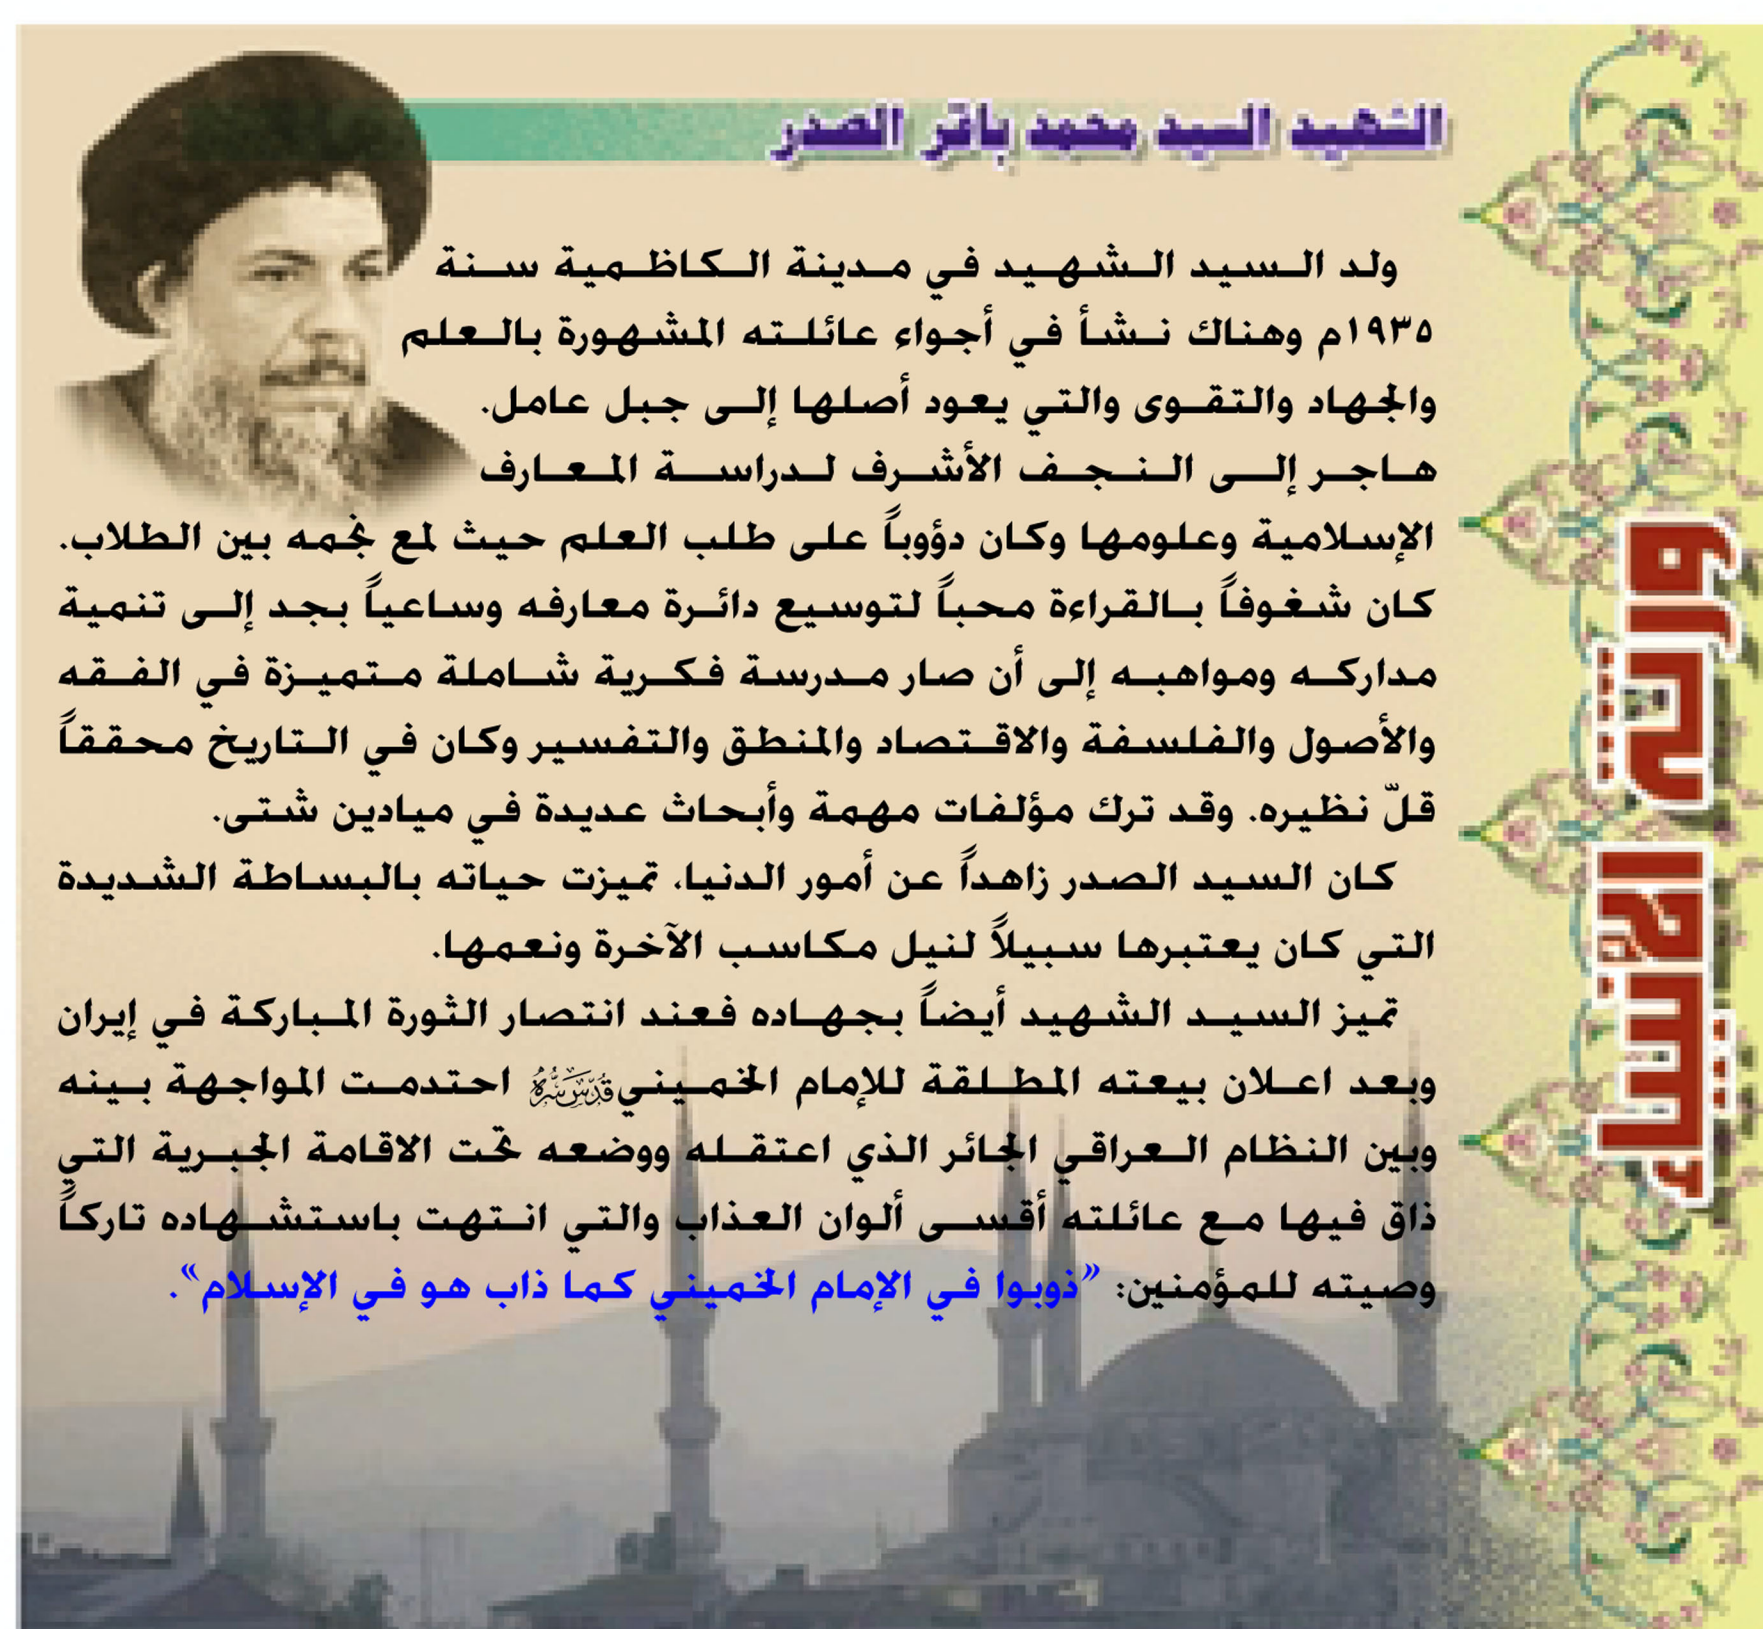 الشهيد السيد محمد باقر الصدر
ولد السيد الشهيد في مدينة الكاظمية سنة
١٩٣٥م وهناك نشأ في أجواء عائلته المشهورة بالعلم
والجهاد والتقوى والتي يعود أصلها إلى جبل عامل.
هاجر إلى النجف الأشرف لدراسة المعارف
الإسلامية وعلومها وكان دؤوباً على طلب العلم حيث لمع نجمه بين الطلاب.
كان شغوفاً بالقراءة محباً لتوسيع دائرة معارفه وساعياً بجد إلى تنمية
مداركه ومواهبه إلى أن صار مدرسة فكرية شاملة متميزة في الفقه
والأصول والفلسفة والاقتصاد والمنطق والتفسير وكان في التاريخ محققاً
قلّ نظيره. وقد ترك مؤلفات مهمة وأبحاث عديدة في ميادين شتى.
كان السيد الصدر زاهداً عن أمور الدنيا، تميزت حياته بالبساطة الشديدة
التي كان يعتبرها سبيلاً لنيل مكاسب الآخرة ونعمها.
تميز السيد الشهيد أيضاً بجهاده فعند انتصار الثورة المباركة في إيران
وبعد اعلان بيعته المطلقة للإمام الخميني قدس سره احتدمت المواجهة بينه
وبين النظام العراقي الجائر الذي اعتقله ووضعه تحت الاقامة الجبرية التي
ذاق فيها مع عائلته أقسى ألوان العذاب والتي انتهت باستشهاده تاركاً
وصيته للمؤمنين: "ذوبوا في الإمام الخميني كما ذاب هو في الإسلام".